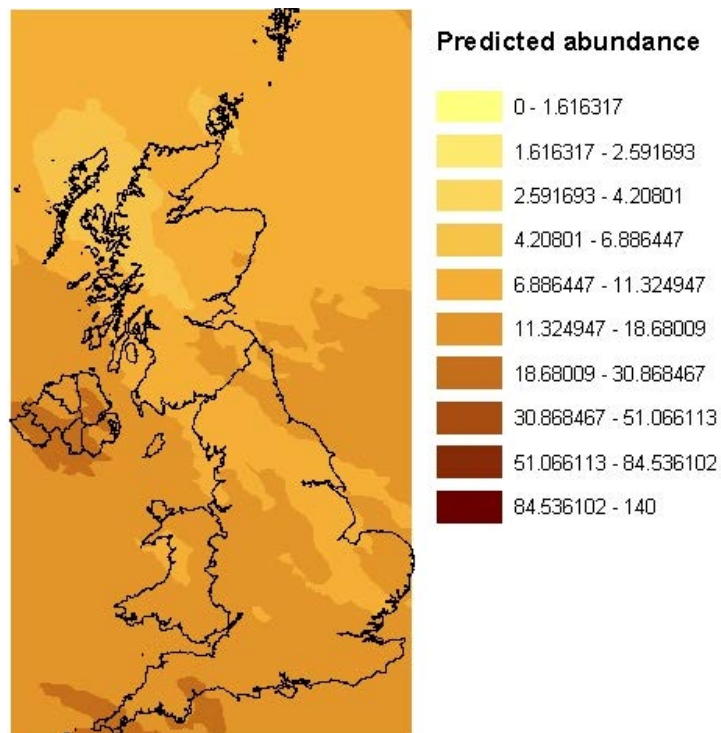 Predicted abundance
0 - 1.616317
1.616317 - 2.591693
2.591693 - 4.20801
4.20801 - 6.886447
6.886447 - 11.324947
11.324947 - 18.68009
18.68009 - 30.868467
30.868467 - 51.066113
51.066113 - 84.536102
84.536102 - 140